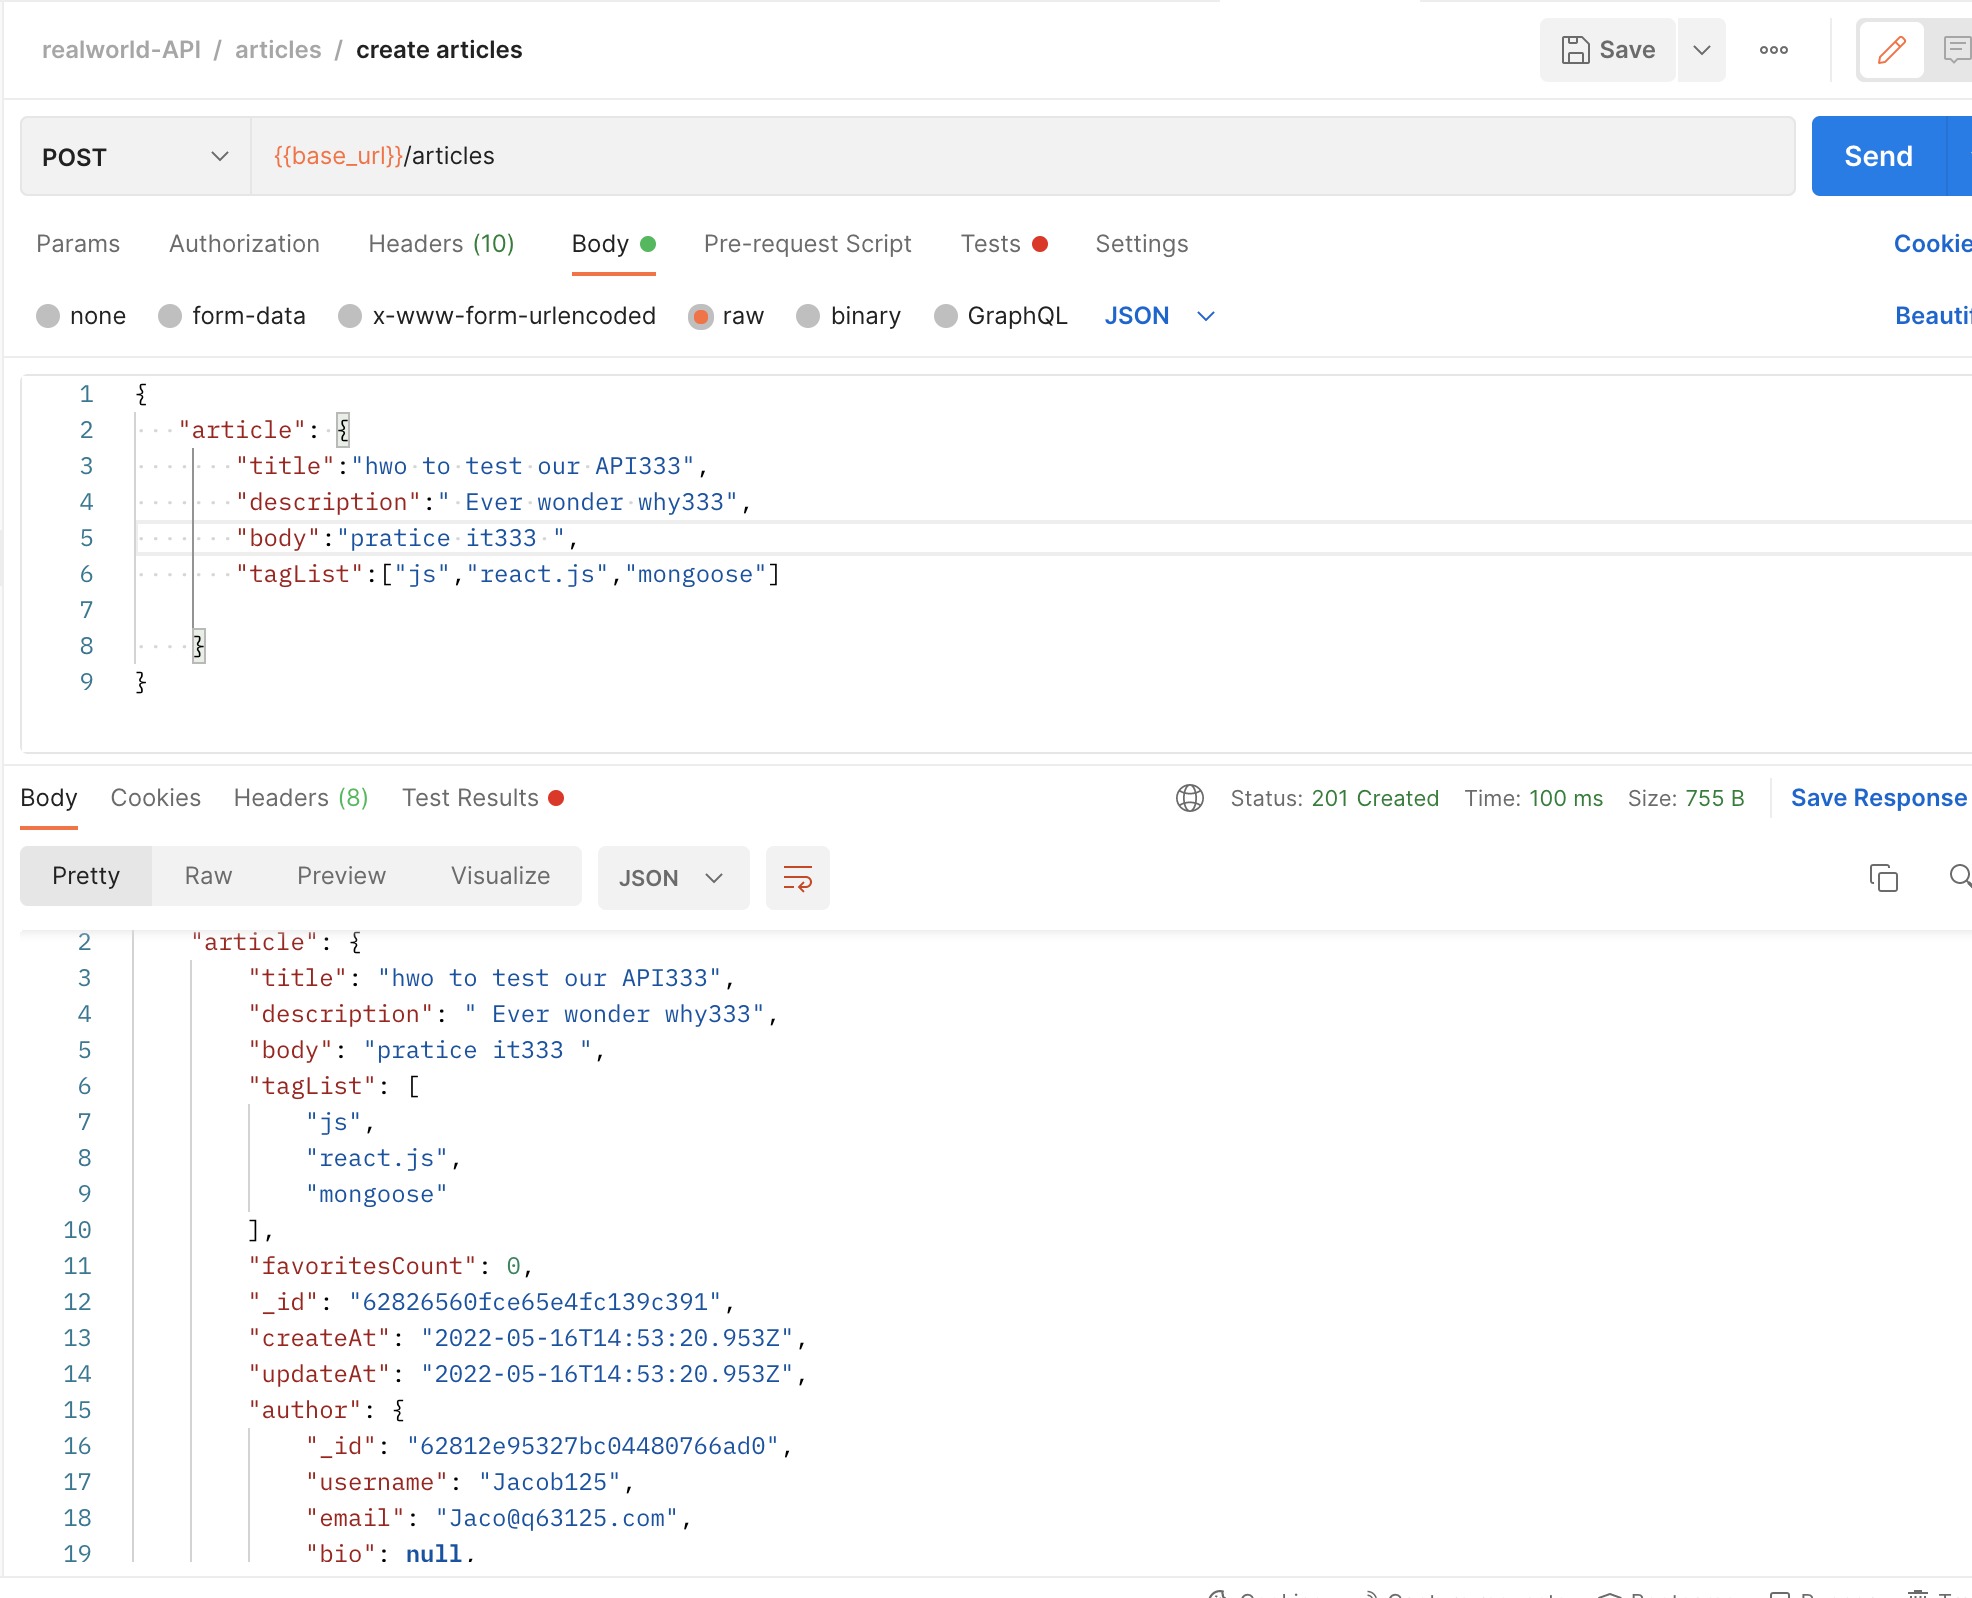 realworld-API / articles / create articles
Save
POST
{{base_url}}/articles
Send
Params Authorization Headers (10) Body Pre-request Script Tests Settings
none form-data x-www-form-urlencoded raw binary GraphQL JSON
1 {
2 "article": {
3 "title":"hwo to test our API333",
4 "description":" Ever wonder why333",
5 "body":"pratice it333 ",
6 "tagList":["js","react.js","mongoose"]
7
8 }
9 }
Body Cookies Headers (8) Test Results
Status: 201 Created Time: 100 ms Size: 755 B Save Response
Pretty Raw Preview Visualize JSON
2 "article": {
3 "title": "hwo to test our API333",
4 "description": " Ever wonder why333",
5 "body": "pratice it333 ",
6 "tagList": [
7 "js",
8 "react.js",
9 "mongoose"
10 ],
11 "favoritesCount": 0,
12 "_id": "62826560fce65e4fc139c391",
13 "createAt": "2022-05-16T14:53:20.953Z",
14 "updateAt": "2022-05-16T14:53:20.953Z",
15 "author": {
16 "_id": "62812e95327bc04480766ad0",
17 "username": "Jacob125",
18 "email": "Jaco@q63125.com",
19 "bio": null,